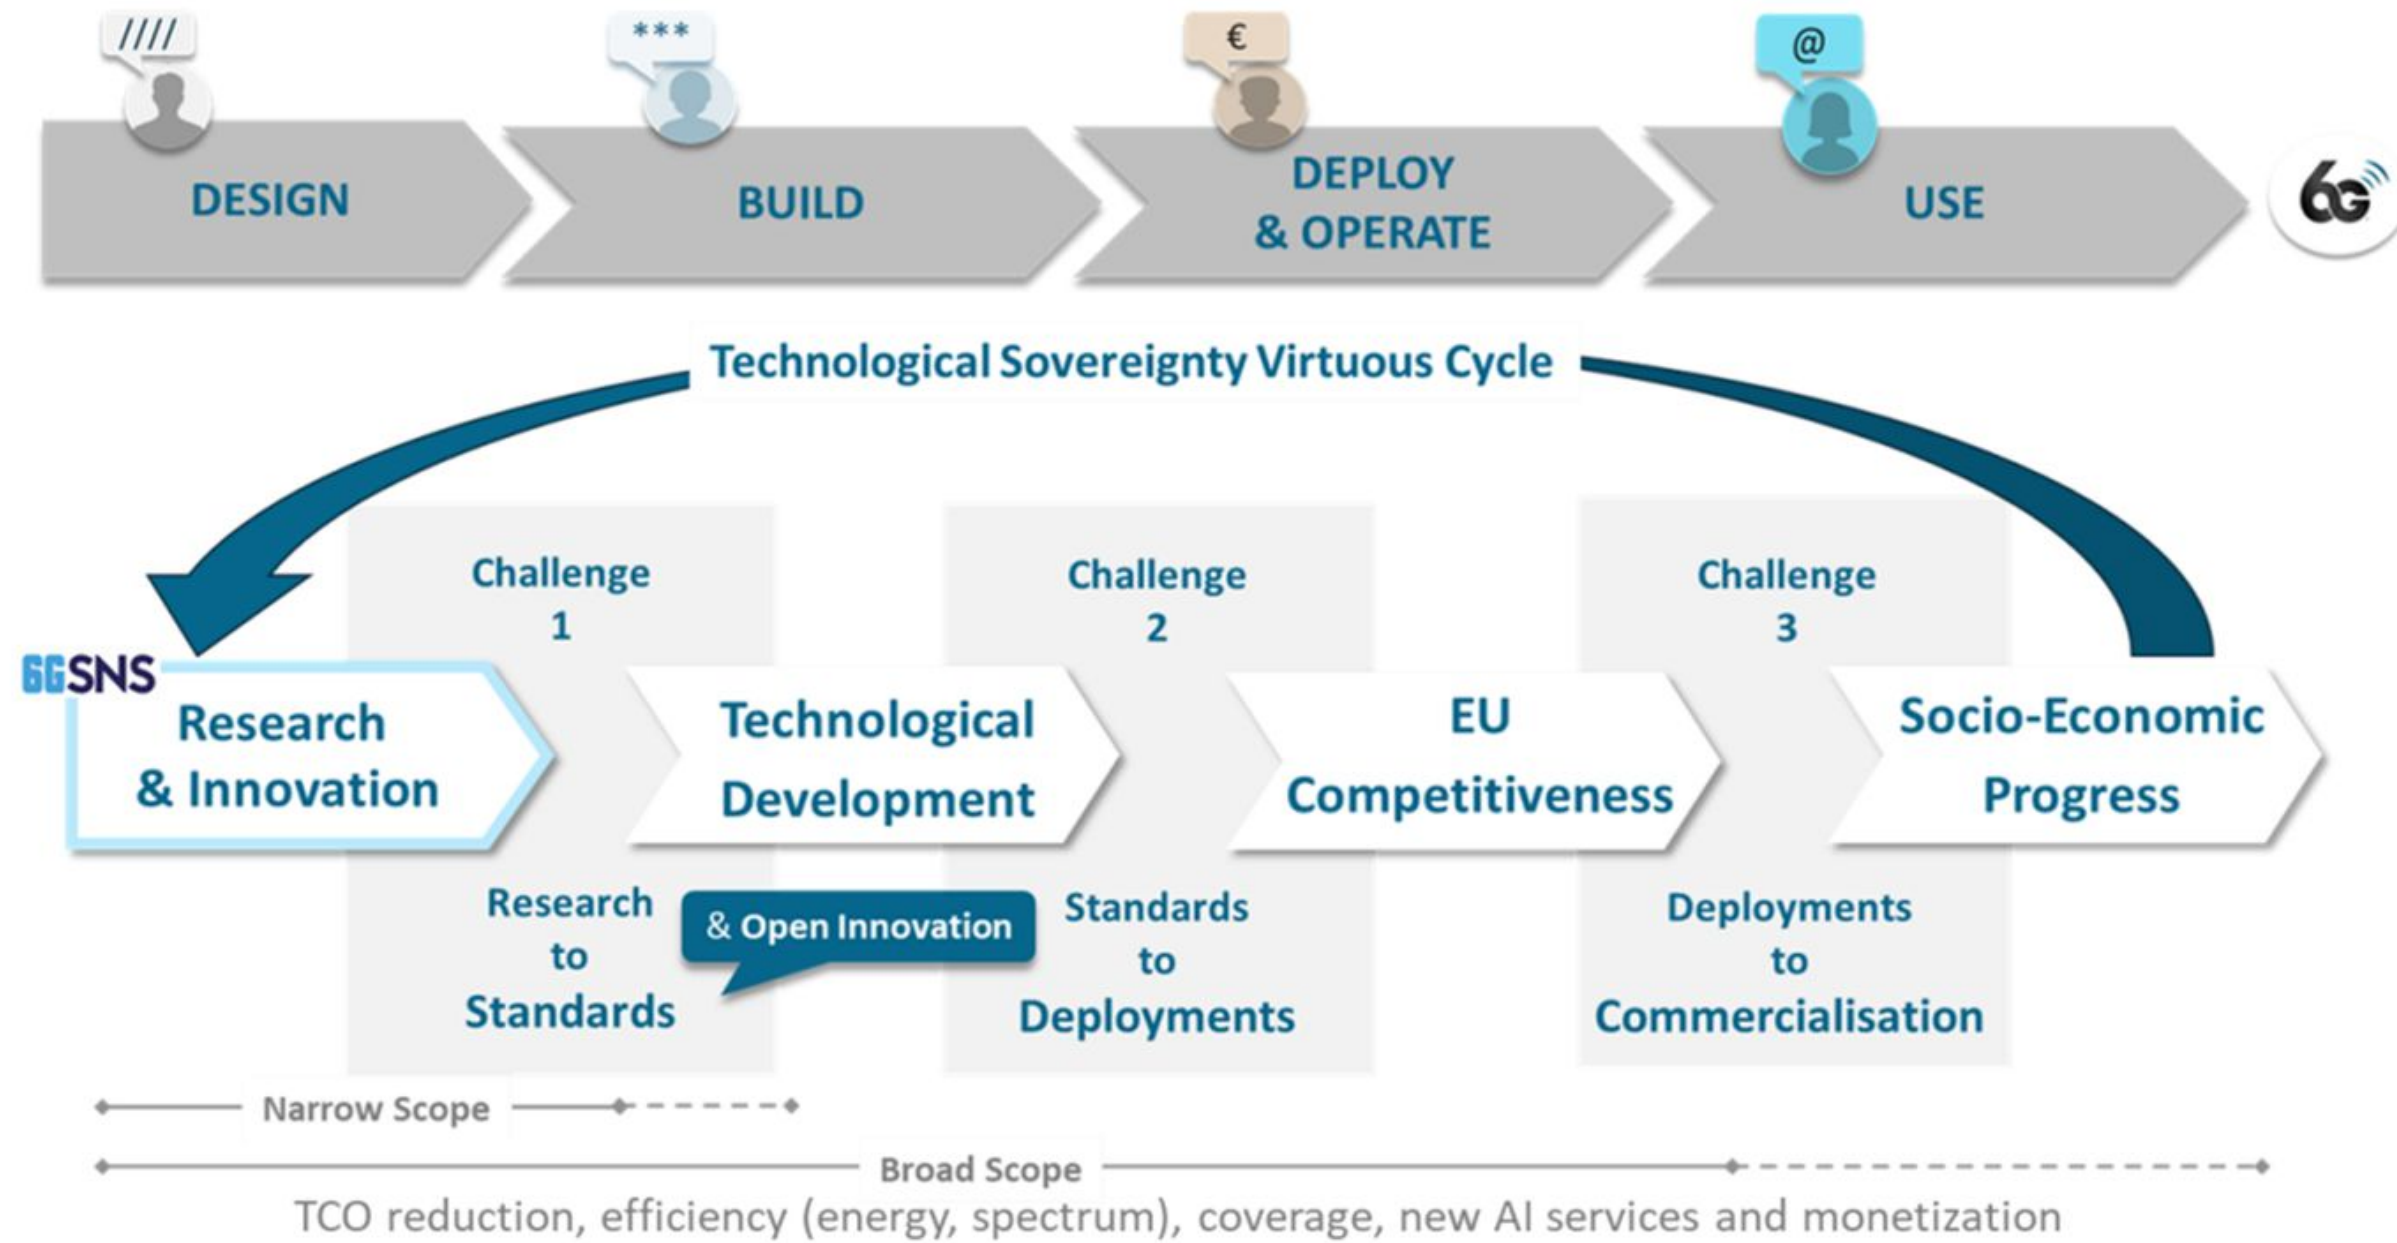 ////
***
€
@
DESIGN
BUILD
DEPLOY
& OPERATE
USE
6G
Technological Sovereignty Virtuous Cycle
Challenge
1
Challenge
2
Challenge
3
6GSNS
Research
& Innovation
Technological
Development
EU
Competitiveness
Socio-Economic
Progress
Research
to
Standards
& Open Innovation
Standards
to
Deployments
Deployments
to
Commercialisation
Narrow Scope
Broad Scope
TCO reduction, efficiency (energy, spectrum), coverage, new AI services and monetization